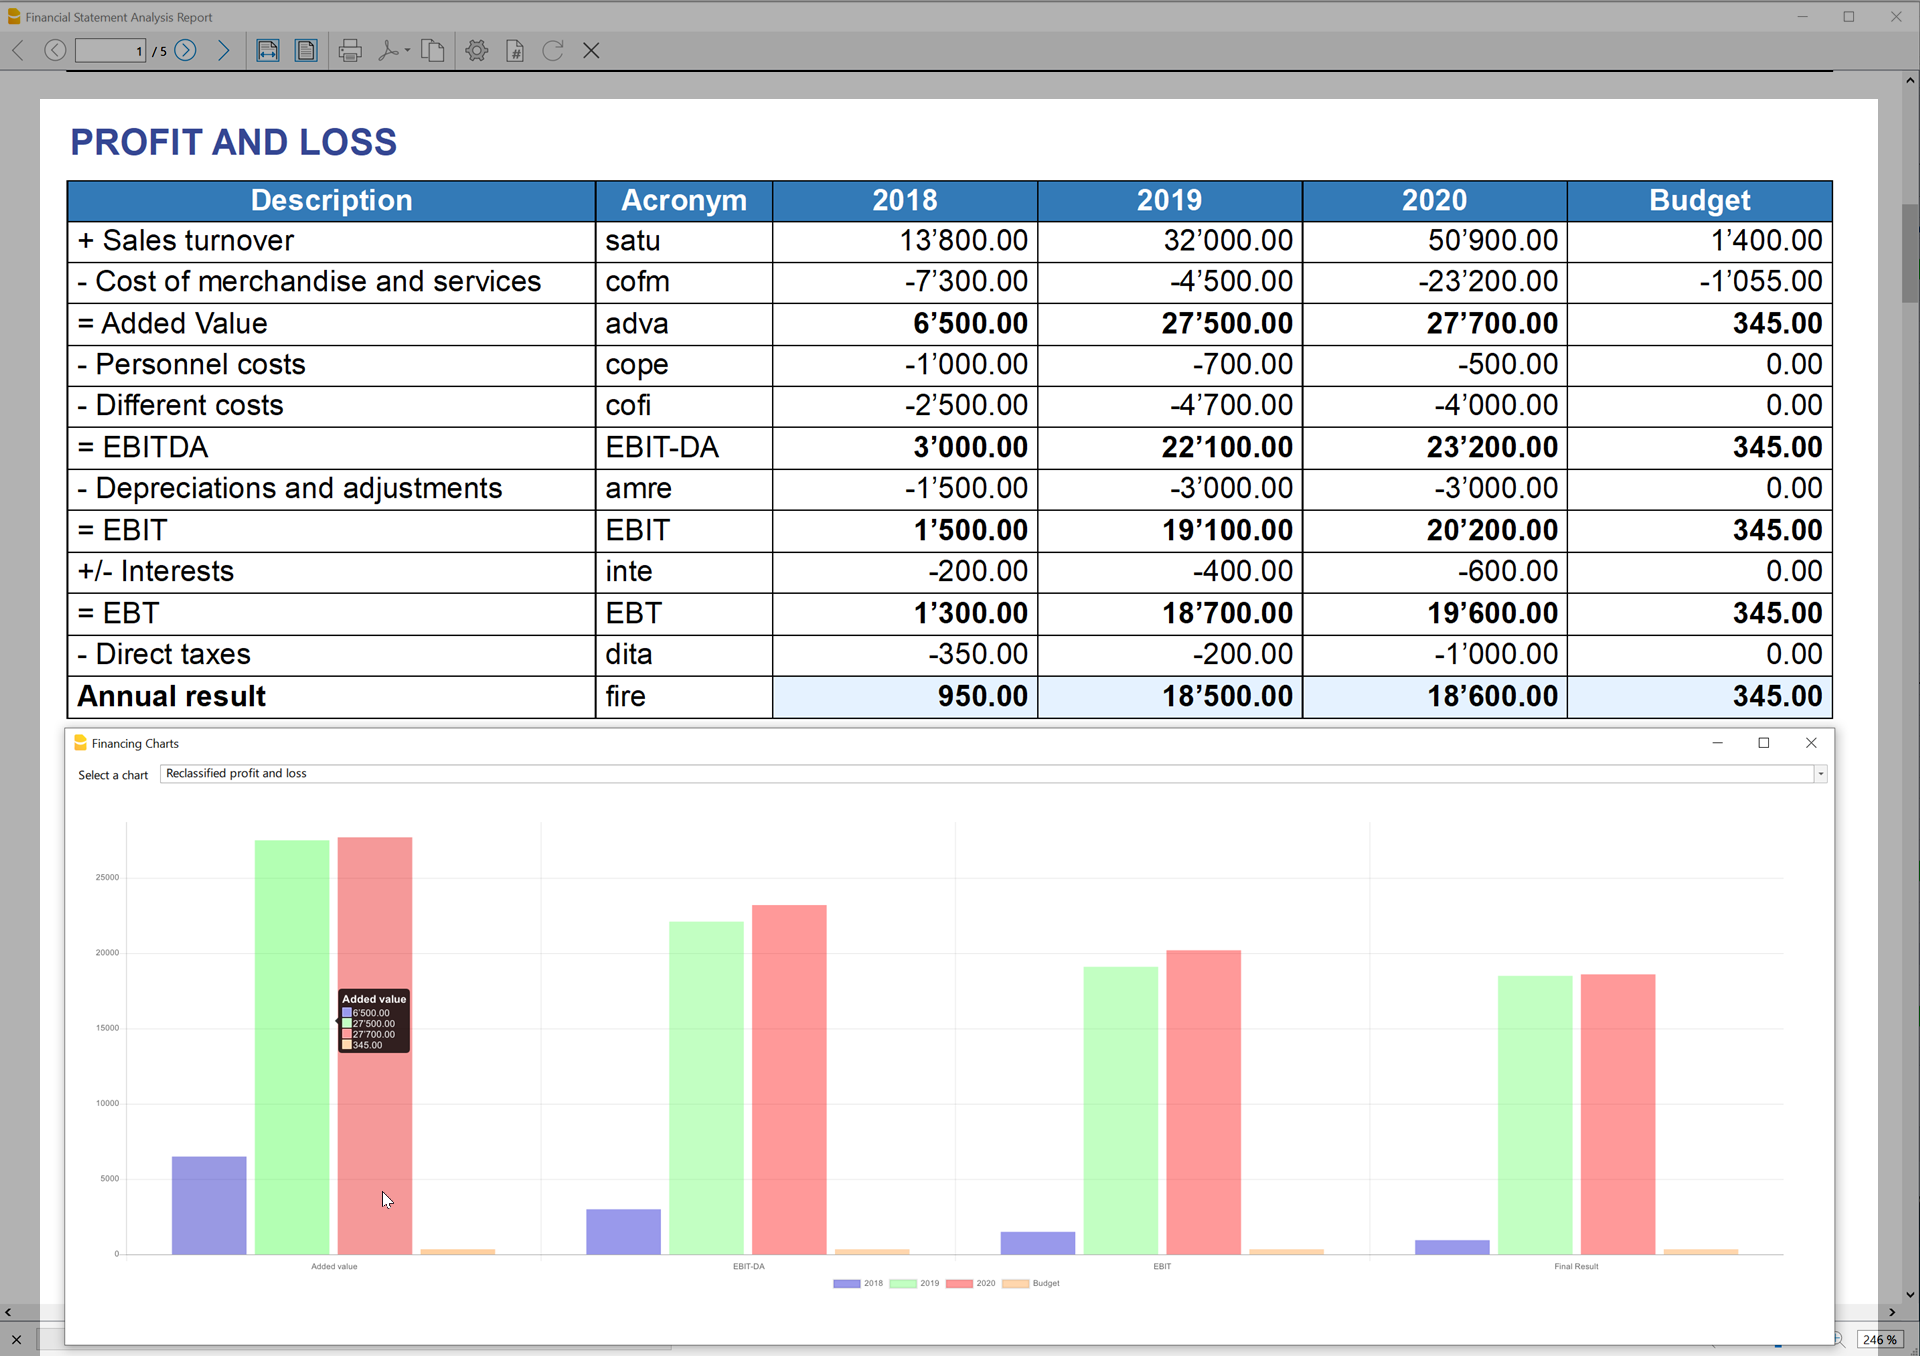 Financial Statement Analysis Report
1 / 5
PROFIT AND LOSS
Description Acronym 2018 2019 2020 Budget
+ Sales turnover satu 13’800.00 32’000.00 50’900.00 1’400.00
- Cost of merchandise and services cofm -7’300.00 -4’500.00 -23’200.00 -1’055.00
= Added Value adva 6’500.00 27’500.00 27’700.00 345.00
- Personnel costs cope -1’000.00 -700.00 -500.00 0.00
- Different costs cofi -2’500.00 -4’700.00 -4’000.00 0.00
= EBITDA EBIT-DA 3’000.00 22’100.00 23’200.00 345.00
- Depreciations and adjustments amre -1’500.00 -3’000.00 -3’000.00 0.00
= EBIT EBIT 1’500.00 19’100.00 20’200.00 345.00
+/- Interests inte -200.00 -400.00 -600.00 0.00
= EBT EBT 1’300.00 18’700.00 19’600.00 345.00
- Direct taxes dita -350.00 -200.00 -1’000.00 0.00
Annual result fire 950.00 18’500.00 18’600.00 345.00
Financing Charts
Select a chart Reclassified profit and loss
25000
20000
15000
10000
5000
0
Added value
6’500.00
27’500.00
27’700.00
345.00
Added value EBIT-DA EBIT Final Result
2018 2019 2020 Budget
246 %